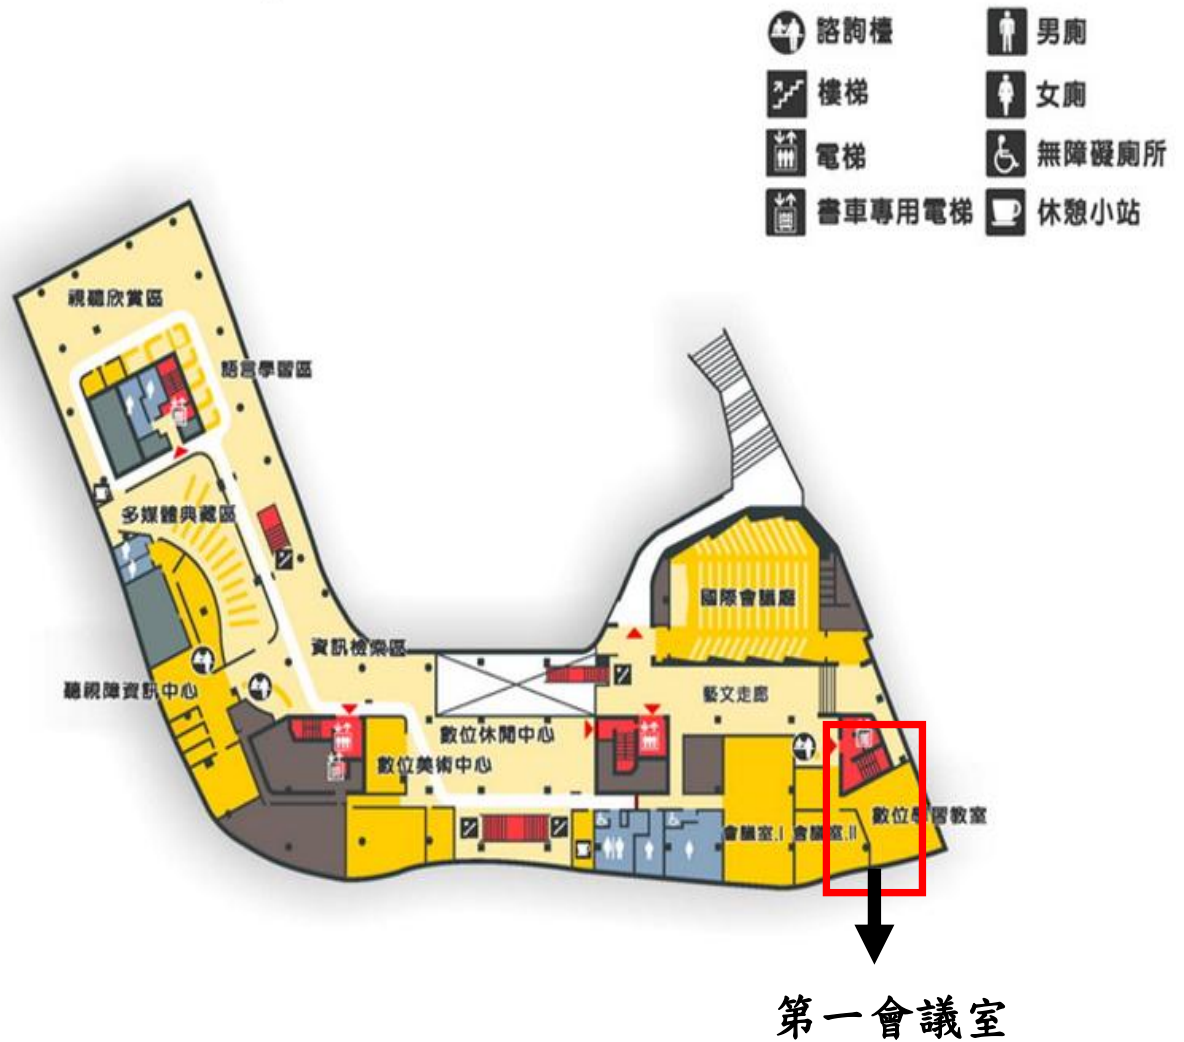 諮詢檯
男廁
樓梯
女廁
電梯
無障礙廁所
書車專用電梯
休憩小站
視聽欣賞區
語言學習區
多媒體典藏區
國際會議廳
資訊檢索區
聽視障資訊中心
藝文走廊
數位休閒中心
數位美術中心
數位學習教室
會議室.I 會議室.II
第一會議室